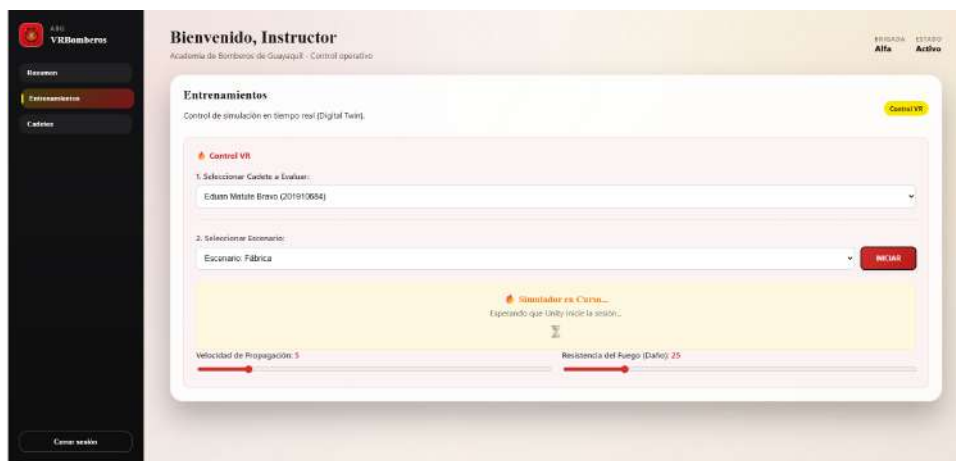 ABG
VRBomberos
Resumen
Entrenamientos
Cadetes
Cerrar sesión
Bienvenido, Instructor
Academia de Bomberos de Guayaquil - Control operativo
BRIGADA
Alfa
ESTADO
Activo
Entrenamientos
Control de simulación en tiempo real (Digital Twin).
Control VR
Control VR
1. Seleccionar Cadete a Evaluar:
Eduan Matute Bravo (201910684)
2. Seleccionar Escenario:
Escenario: Fábrica
INICIAR
Simulador en Curso...
Esperando que Unity inicie la sesión...
Velocidad de Propagación: 5
Resistencia del Fuego (Daño): 25